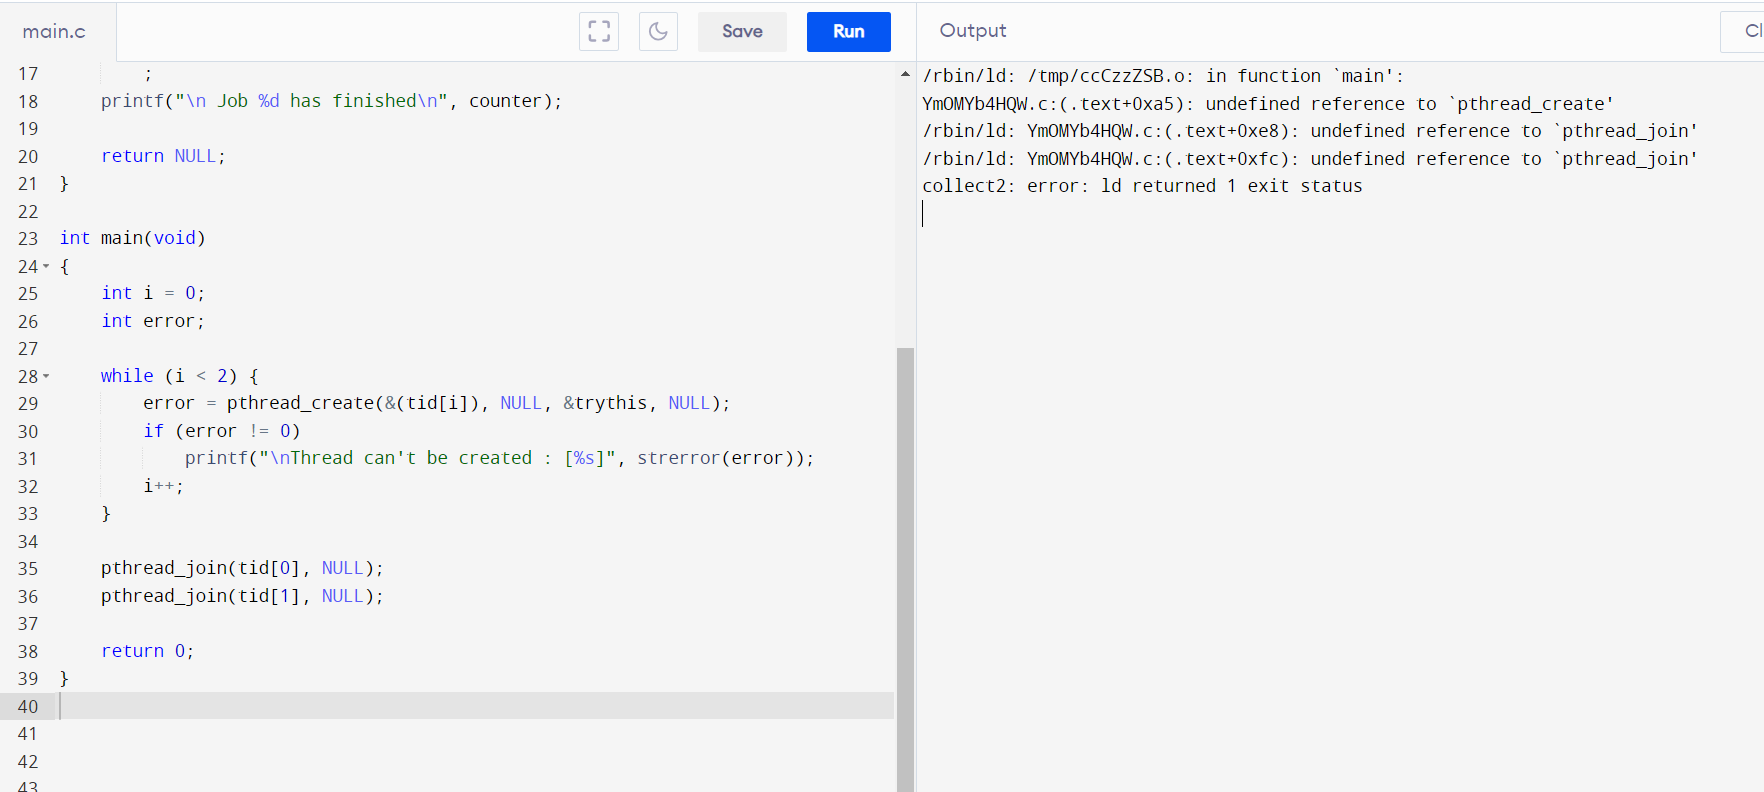 main.c
Save
Run
Output
Cl
17 ;
18 printf("\n Job %d has finished\n", counter);
19
20 return NULL;
21 }
22
23 int main(void)
24 {
25 int i = 0;
26 int error;
27
28 while (i < 2) {
29 error = pthread_create(&(tid[i]), NULL, &trythis, NULL);
30 if (error != 0)
31 printf("\nThread can't be created : [%s]", strerror(error));
32 i++;
33 }
34
35 pthread_join(tid[0], NULL);
36 pthread_join(tid[1], NULL);
37
38 return 0;
39 }
40
41
42
43
/rbin/ld: /tmp/ccCzzZSB.o: in function `main':
YmOMYb4HQW.c:(.text+0xa5): undefined reference to `pthread_create'
/rbin/ld: YmOMYb4HQW.c:(.text+0xe8): undefined reference to `pthread_join'
/rbin/ld: YmOMYb4HQW.c:(.text+0xfc): undefined reference to `pthread_join'
collect2: error: ld returned 1 exit status